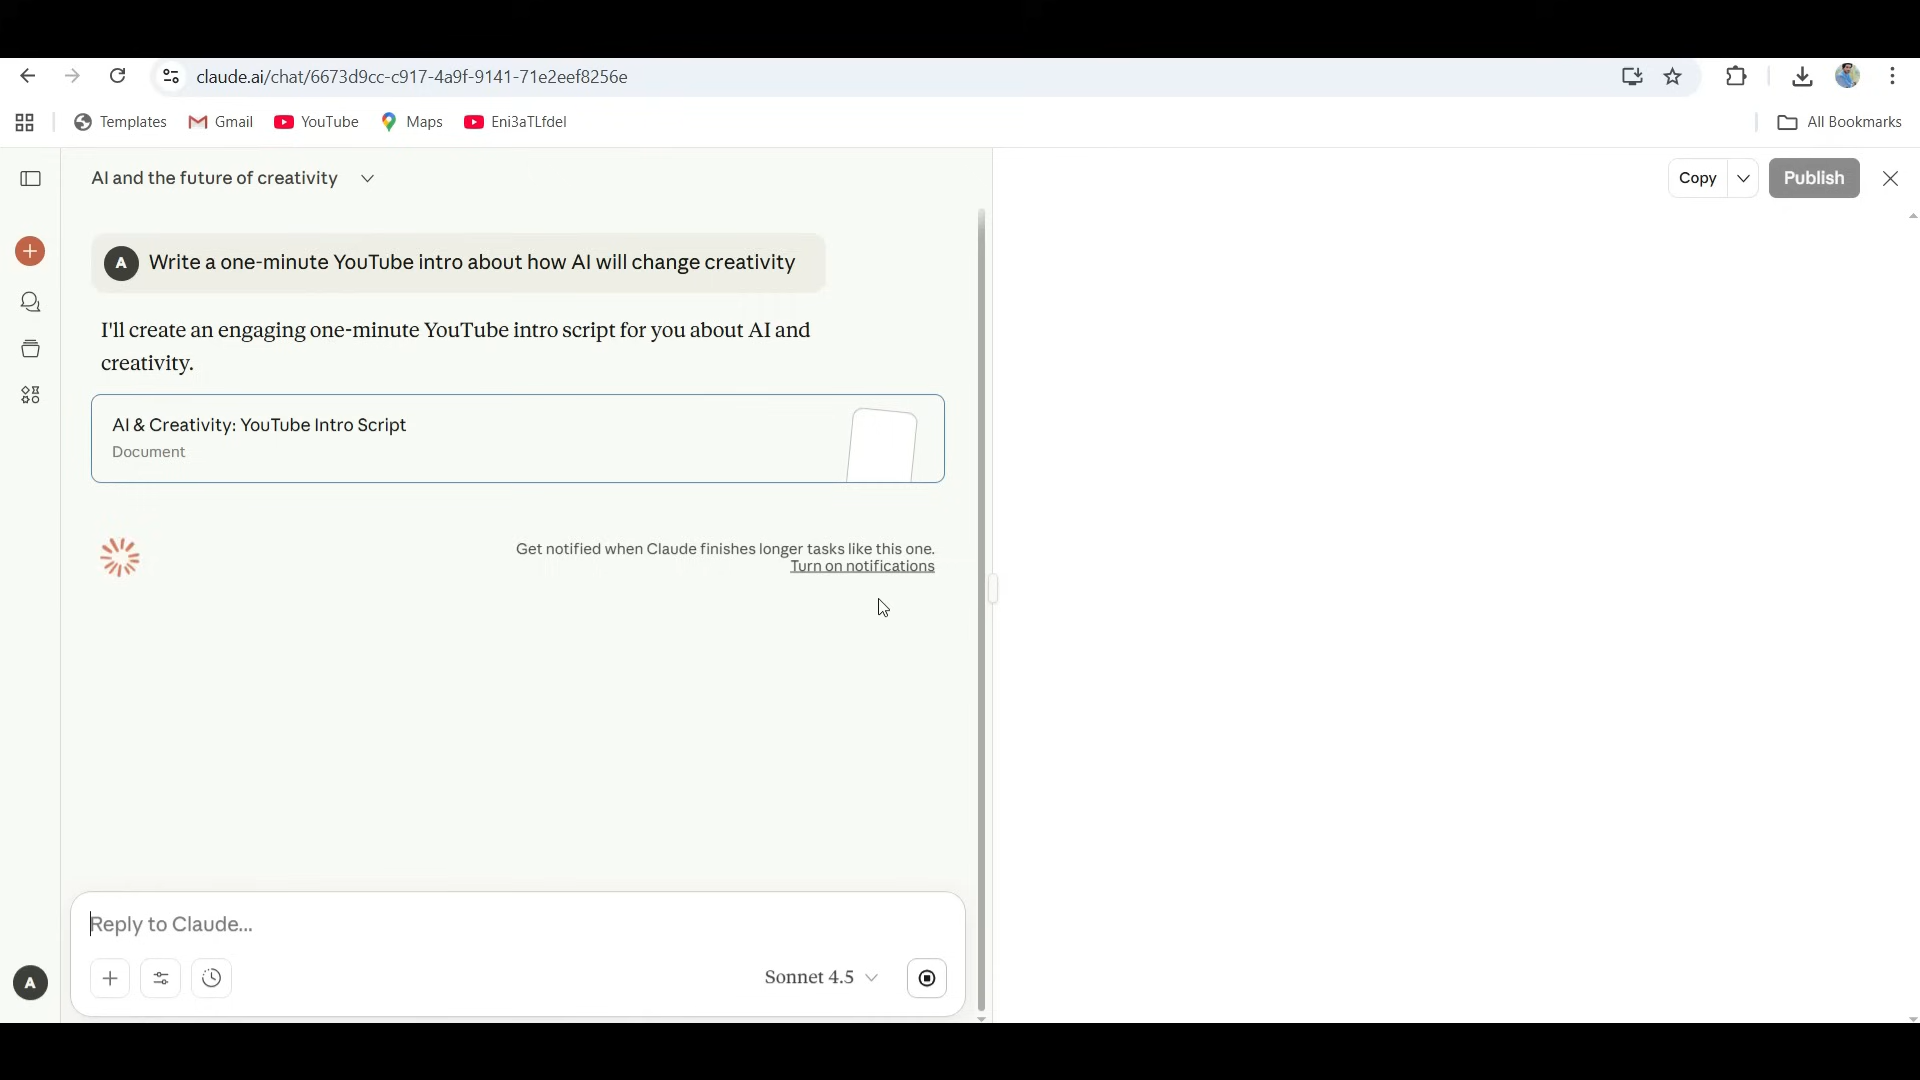 claude.ai/chat/6673d9cc-c917-4a9f-9141-71e2eef8256e
Templates Gmail YouTube Maps Eni3aTLfdeI All Bookmarks
AI and the future of creativity
Copy Publish
A Write a one-minute YouTube intro about how AI will change creativity
I'll create an engaging one-minute YouTube intro script for you about AI and
creativity.
AI & Creativity: YouTube Intro Script
Document
Get notified when Claude finishes longer tasks like this one.
Turn on notifications
Reply to Claude...
Sonnet 4.5
A